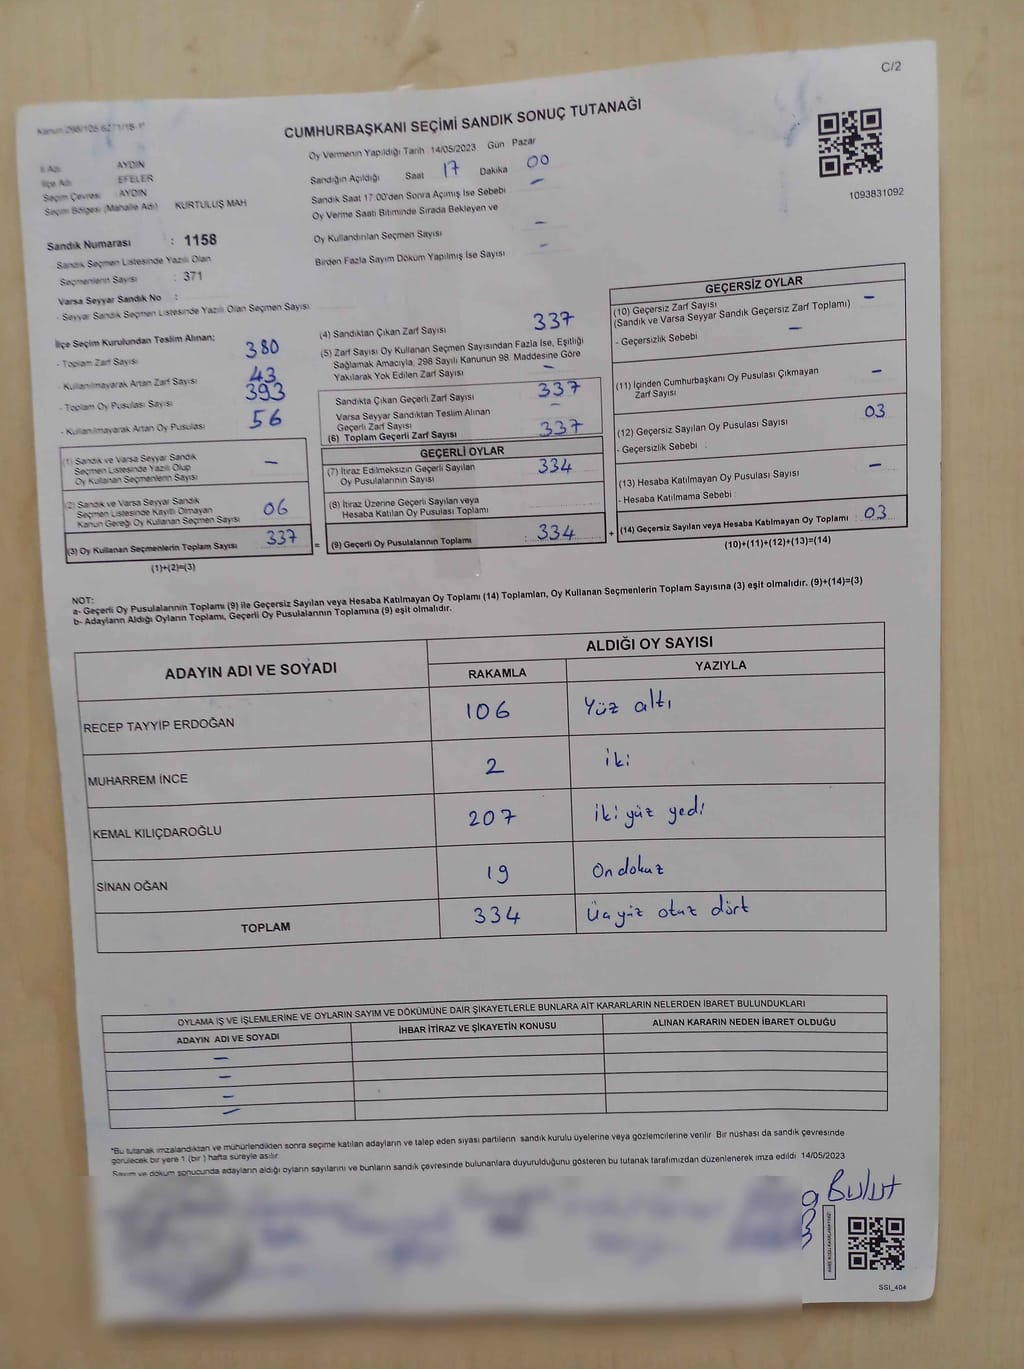 C/2
CUMHURBAŞKANI SEÇİMİ SANDIK SONUÇ TUTANAĞI
1093831092
İl Adı : AYDIN
İlçe Adı : EFELER
Seçim Çevresi : AYDIN
Seçim Bölgesi (Mahalle Adı) KURTULUŞ MAH
Sandık Numarası : 1158
Sandık Seçmen Listesinde Yazılı Olan
Seçmenlerin Sayısı : 371
Varsa Seyyar Sandık No :
- Seyyar Sandık Seçmen Listesinde Yazılı Olan Seçmen Sayısı
Oy Vermenin Yapıldığı Tarih 14/05/2023 Gün Pazar
Sandığın Açıldığı Saat 17 Dakika 00
Sandık Saat 17:00'den Sonra Açımış İse Sebebi –
Oy Verme Saati Bitiminde Sırada Bekleyen ve
Oy Kullandırılan Seçmen Sayısı –
Birden Fazla Sayım Döküm Yapılmış İse Sayısı –
İlçe Seçim Kurulundan Teslim Alınan;
- Toplam Zarf Sayısı 380
- Kullanılmayarak Artan Zarf Sayısı 43
- Toplam Oy Pusulası Sayısı 393
- Kullanılmayarak Artan Oy Pusulası 56
(1) Sandık ve Varsa Seyyar Sandık
Seçmen Listesinde Yazılı Olup
Oy Kullanan Seçmenlerin Sayısı –
(2) Sandık ve Varsa Seyyar Sandık
Seçmen Listesinde Kayıtlı Olmayan
Kanun Gereği Oy Kullanan Seçmen Sayısı 06
(3) Oy Kullanan Seçmenlerin Toplam Sayısı 337
(1)+(2)=(3)
(4) Sandıktan Çıkan Zarf Sayısı 337
(5) Zarf Sayısı Oy Kullanan Seçmen Sayısından Fazla İse, Eşitliği
Sağlamak Amacıyla, 298 Sayılı Kanunun 98. Maddesine Göre
Yakılarak Yok Edilen Zarf Sayısı –
Sandıkta Çıkan Geçerli Zarf Sayısı 337
Varsa Seyyar Sandıktan Teslim Alınan
Geçerli Zarf Sayısı –
(6) Toplam Geçerli Zarf Sayısı 337
GEÇERLİ OYLAR
(7) İtiraz Edilmeksizin Geçerli Sayılan
Oy Pusulalarının Sayısı 334
(8) İtiraz Üzerine Geçerli Sayılan veya
Hesaba Katılan Oy Pusulası Toplamı
= (9) Geçerli Oy Pusulalarının Toplamı : 334 +
GEÇERSİZ OYLAR
(10) Geçersiz Zarf Sayısı –
(Sandık ve Varsa Seyyar Sandık Geçersiz Zarf Toplamı)
- Geçersizlik Sebebi –
(11) İçinden Cumhurbaşkanı Oy Pusulası Çıkmayan
Zarf Sayısı –
(12) Geçersiz Sayılan Oy Pusulası Sayısı 03
- Geçersizlik Sebebi :
(13) Hesaba Katılmayan Oy Pusulası Sayısı –
- Hesaba Katılmama Sebebi :
(14) Geçersiz Sayılan veya Hesaba Katılmayan Oy Toplamı : 03
(10)+(11)+(12)+(13)=(14)
NOT:
a- Geçerli Oy Pusulalarının Toplamı (9) ile Geçersiz Sayılan veya Hesaba Katılmayan Oy Toplamı (14) Toplamları, Oy Kullanan Seçmenlerin Toplam Sayısına (3) eşit olmalıdır. (9)+(14)=(3)
b- Adayların Aldığı Oyların Toplamı, Geçerli Oy Pusulalarının Toplamına (9) eşit olmalıdır.
ADAYIN ADI VE SOYADI ALDIĞI OY SAYISI
RAKAMLA YAZIYLA
RECEP TAYYİP ERDOĞAN 106 Yüz altı
MUHARREM İNCE 2 iki
KEMAL KILIÇDAROĞLU 207 iki yüz yedi
SİNAN OĞAN 19 On dokuz
TOPLAM 334 Üç yüz otuz dört
OYLAMA İŞ VE İŞLEMLERİNE VE OYLARIN SAYIM VE DÖKÜMÜNE DAİR ŞİKAYETLERLE BUNLARA AİT KARARLARIN NELERDEN İBARET BULUNDUKLARI
ADAYIN ADI VE SOYADI İHBAR İTİRAZ VE ŞİKAYETİN KONUSU ALINAN KARARIN NEDEN İBARET OLDUĞU
–
–
–
–
*Bu tutanak imzalandıktan ve mühürlendikten sonra seçime katılan adayların ve talep eden siyasi partilerin sandık kurulu üyelerine veya gözlemcilerine verilir Bir nüshası da sandık çevresinde
görülecek bir yere 1 (bir) hafta süreyle asılır.
Sayım ve döküm sonucunda adayların aldığı oyların sayılarını ve bunların sandık çevresinde bulunanlara duyurulduğunu gösteren bu tutanak tarafımızdan düzenlenerek imza edildi 14/05/2023
Bulut
SSI_404